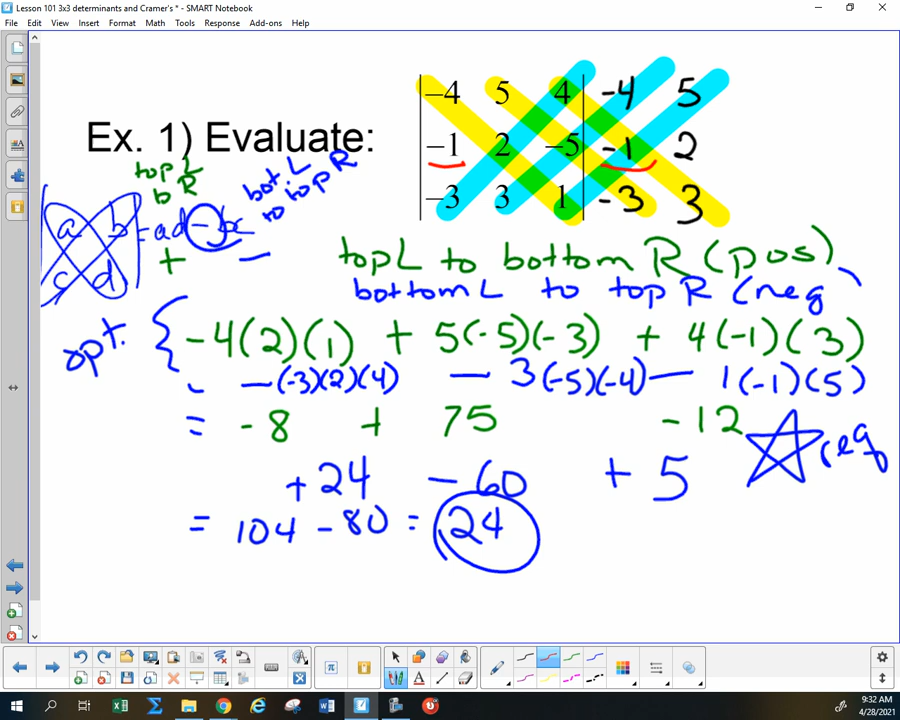 Lesson 101 3x3 determinants and Cramer's * - SMART Notebook
File Edit View Insert Format Math Tools Response Add-ons Help
Ex. 1) Evaluate:
−4 5 4 -4 5
−1 2 −5 -1 2
−3 3 1 -3 3
top L
b R
bot L
to top R
a b = ad - bc
c d
+ −
top L to bottom R (pos)
bottom L to top R (neg)
opt. { -4(2)(1) + 5(-5)(-3) + 4(-1)(3)
-(-3)(2)(4) - 3(-5)(-4) - 1(-1)(5)
= -8 + 75 -12
req
+24 -60 + 5
= 104 - 80 = 24
9:32 AM
4/28/2021